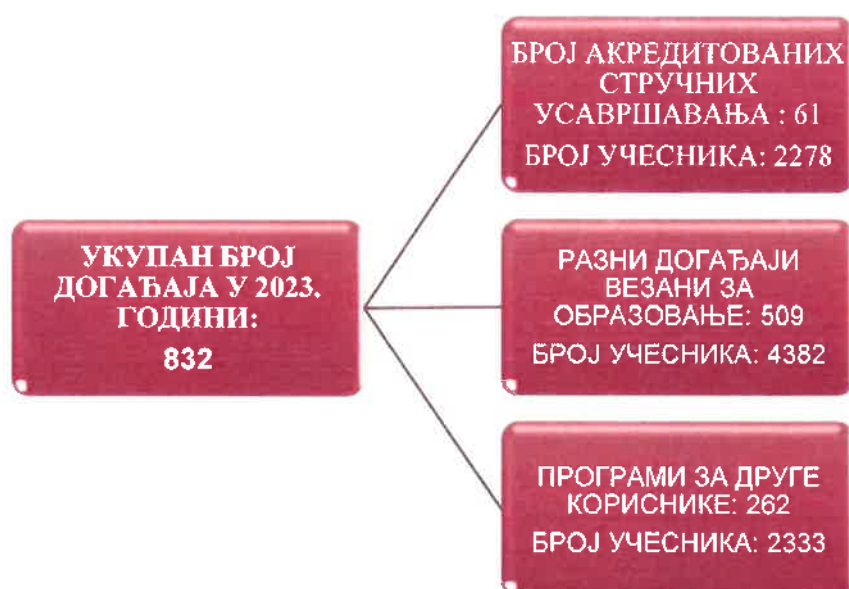 УКУПАН БРОЈ
ДОГАЂАЈА У 2023.
ГОДИНИ:
832
БРОЈ АКРЕДИТОВАНИХ
СТРУЧНИХ
УСАВРШАВАЊА : 61
БРОЈ УЧЕСНИКА: 2278
РАЗНИ ДОГАЂАЈИ
ВЕЗАНИ ЗА
ОБРАЗОВАЊЕ: 509
БРОЈ УЧЕСНИКА: 4382
ПРОГРАМИ ЗА ДРУГЕ
КОРИСНИКЕ: 262
БРОЈ УЧЕСНИКА: 2333